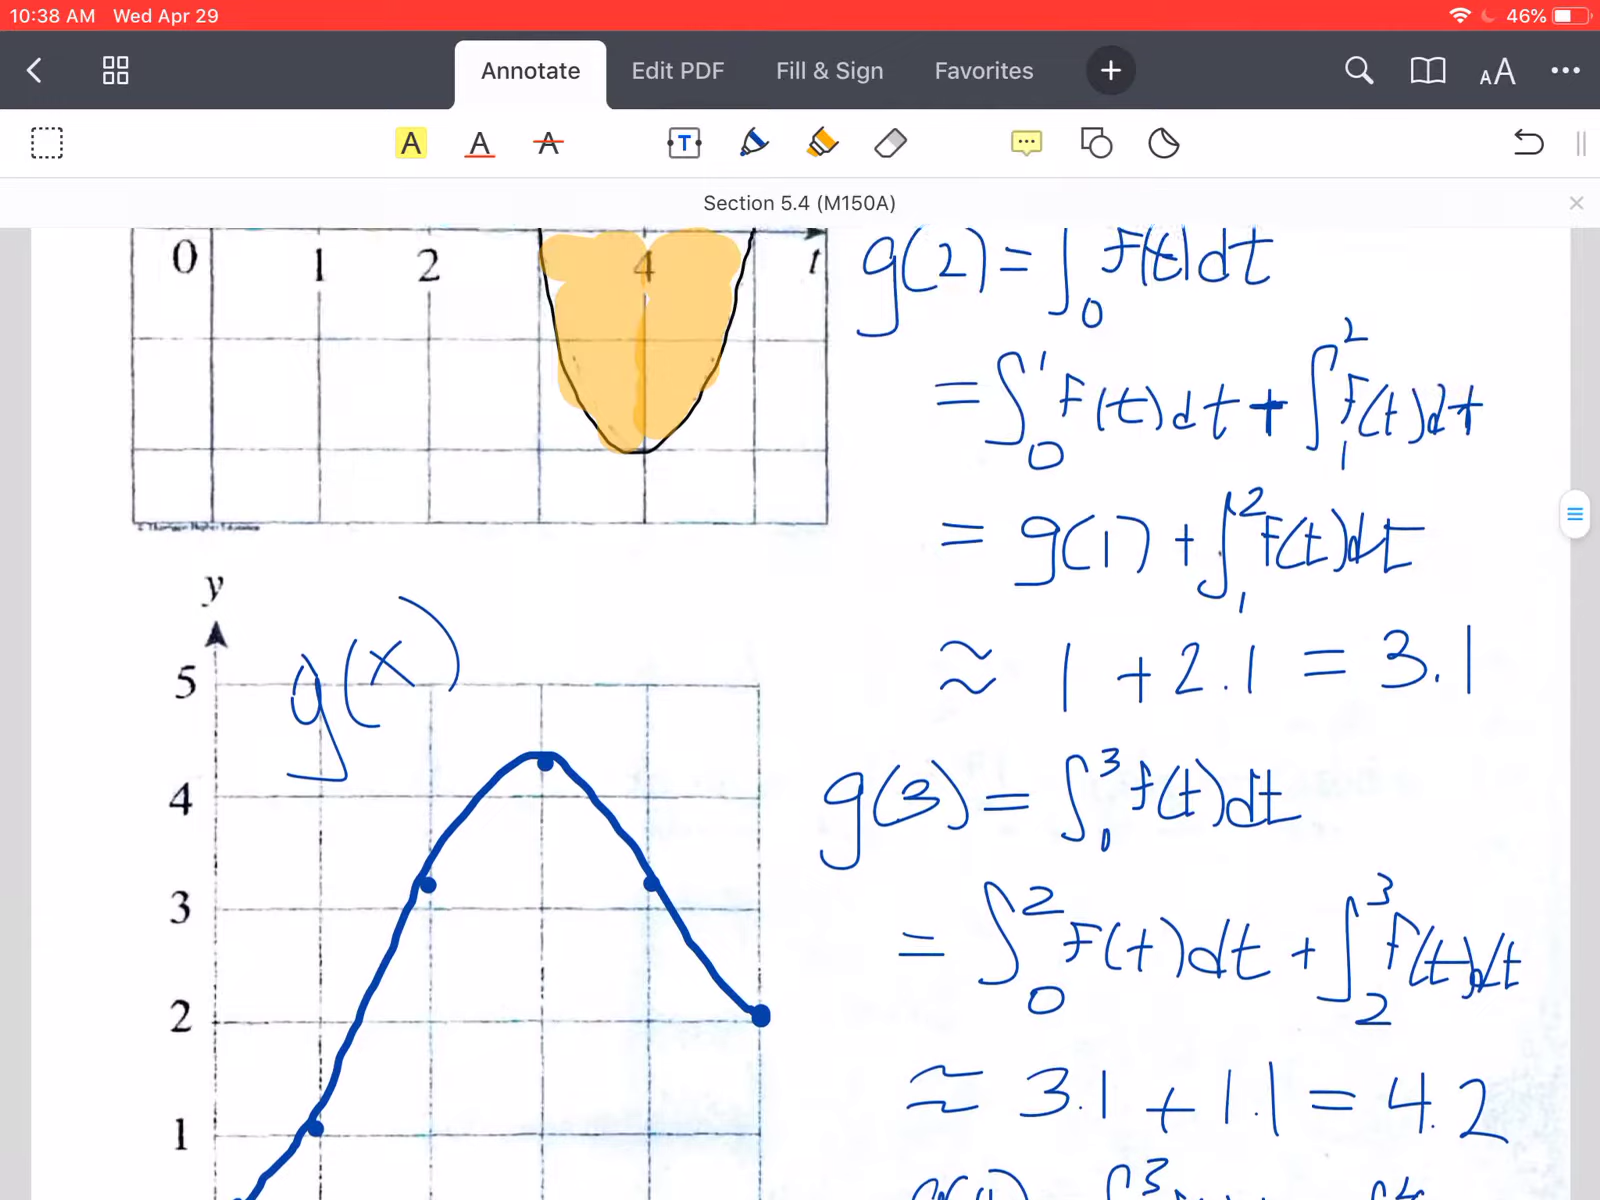 10:38 AM Wed Apr 29
46%
Annotate Edit PDF Fill & Sign Favorites +
AA
A A A T
Section 5.4 (M150A)
0 1 2 4 t
g(2) = ∫₀ f(t)dt
= ∫₀¹ f(t)dt + ∫₁² f(t)dt
= g(1) + ∫₁² f(t)dt
≈ 1 + 2.1 = 3.1
y
g(x)
5
4
3
2
1
g(3) = ∫₀³ f(t)dt
= ∫₀² f(t)dt + ∫₂³ f(t)dt
≈ 3.1 + 1.1 = 4.2